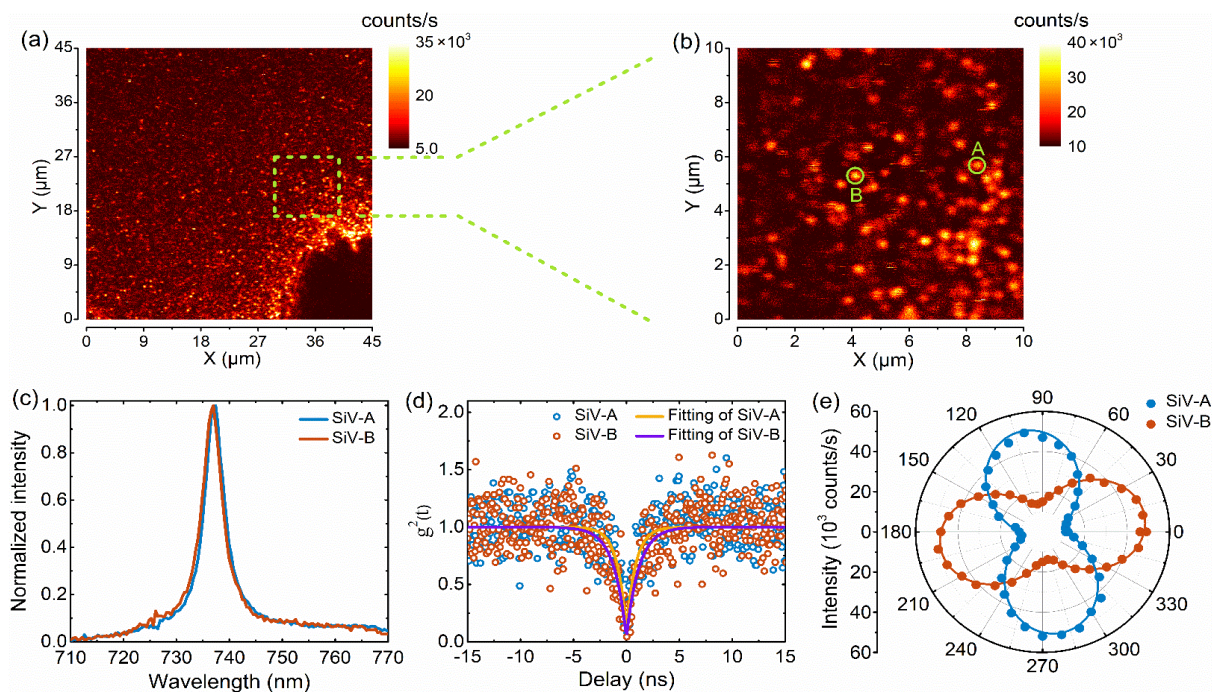 (a)
counts/s
35 ×10³
20
5.0
45
36
27
18
9
0
Y (μm)
0 9 18 27 36 45
X (μm)
(b)
counts/s
40 ×10³
30
20
10
10
8
6
4
2
0
Y (μm)
A
B
0 2 4 6 8 10
X (μm)
(c)
1.0
0.8
0.6
0.4
0.2
0.0
Normalized intensity
SiV-A
SiV-B
710 720 730 740 750 760 770
Wavelength (nm)
(d)
2.0
1.5
1.0
0.5
0
g²(t)
SiV-A Fitting of SiV-A
SiV-B Fitting of SiV-B
-15 -10 -5 0 5 10 15
Delay (ns)
(e)
60
40
20
0
20
40
60
Intensity (10³ counts/s)
SiV-A
SiV-B
90
120 60
150 30
180 0
210 330
240 300
270